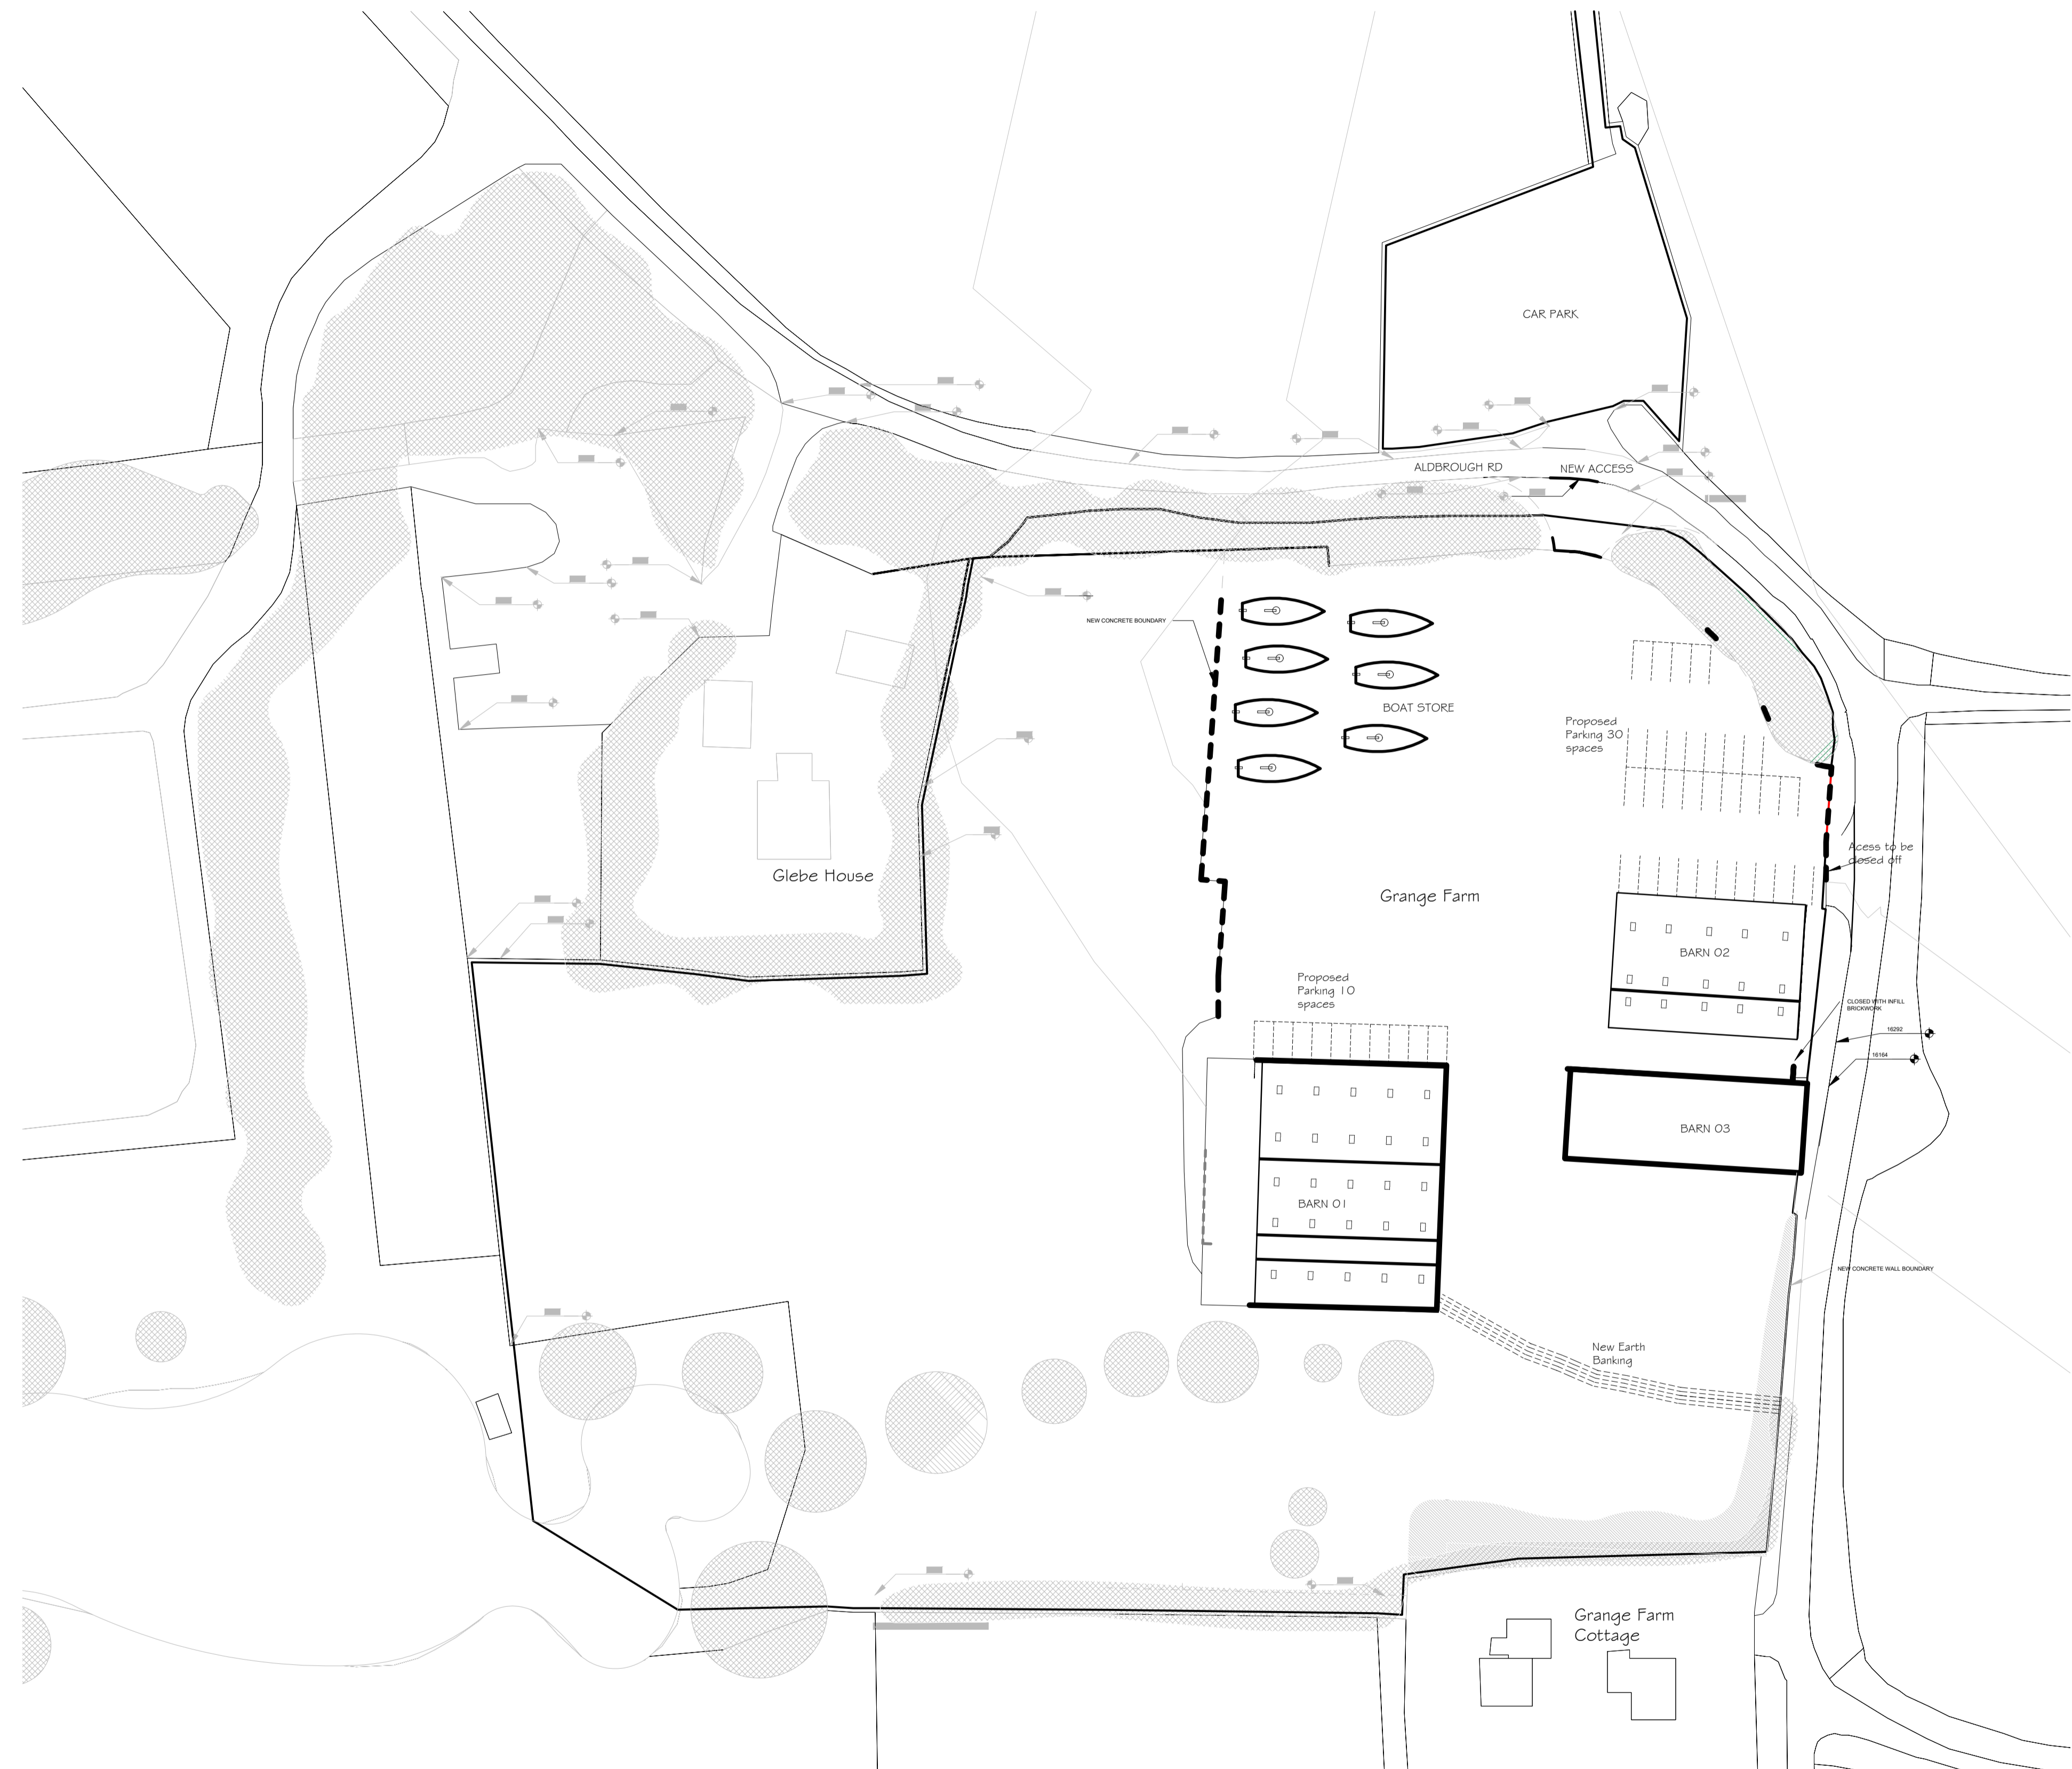 CAR PARK
ALDBROUGH RD
NEW ACCESS
NEW CONCRETE BOUNDARY
BOAT STORE
Proposed
Parking 30
spaces
Acess to be
closed off
Glebe House
Grange Farm
BARN 02
Proposed
Parking 10
spaces
CLOSED WITH INFILL
BRICKWORK
16292
16164
BARN 03
BARN 01
NEW CONCRETE WALL BOUNDARY
New Earth
Banking
Grange Farm
Cottage